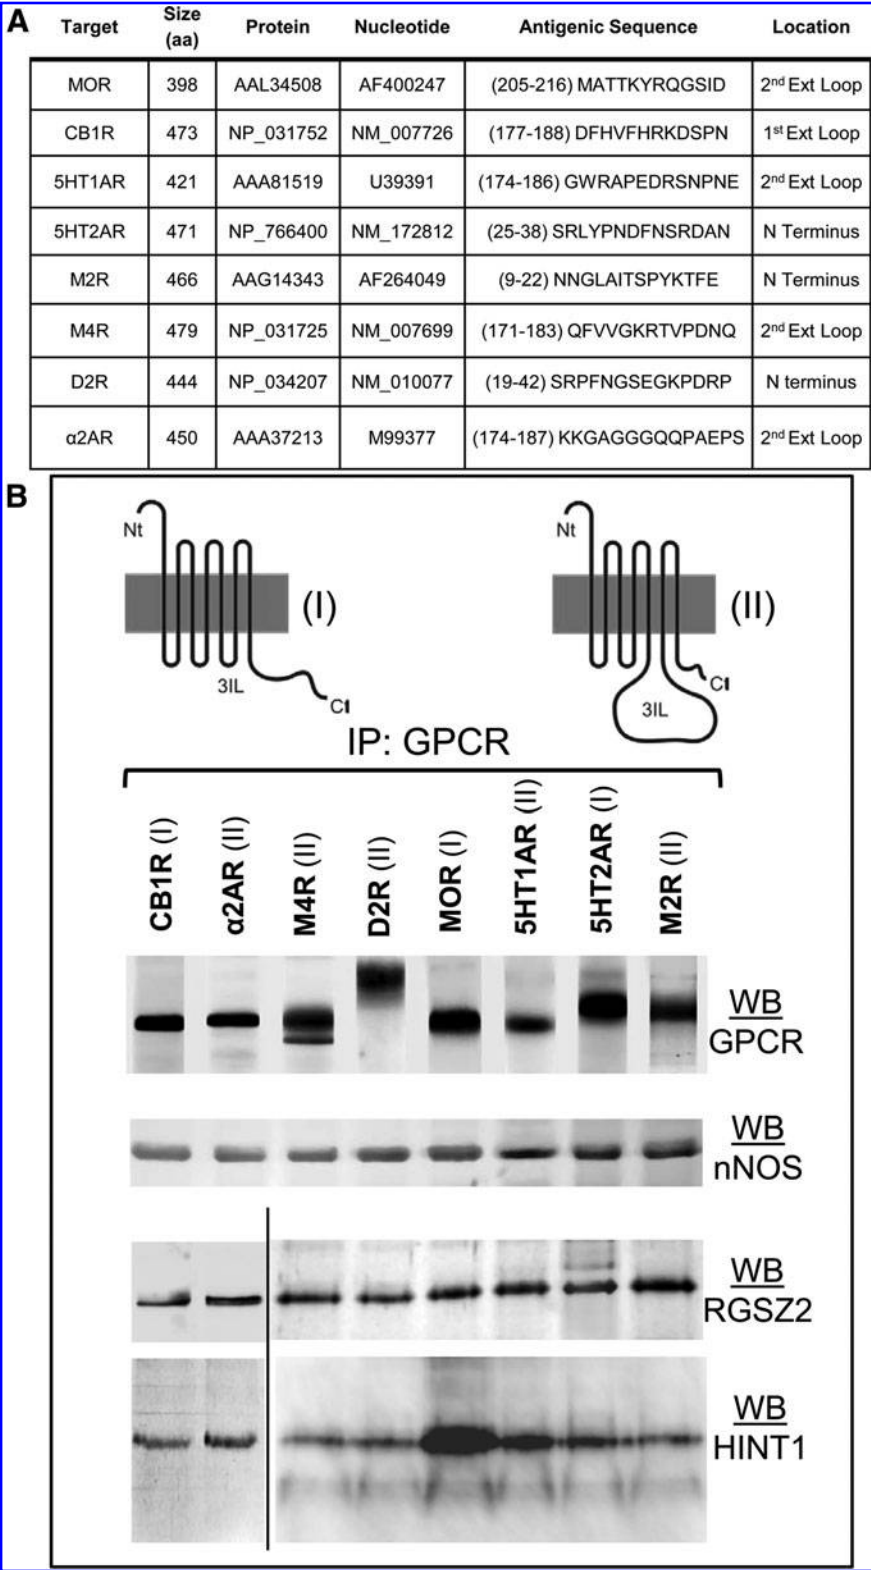 A
Target Size (aa) Protein Nucleotide Antigenic Sequence Location
MOR 398 AAL34508 AF400247 (205-216) MATTKYRQGSID 2nd Ext Loop
CB1R 473 NP_031752 NM_007726 (177-188) DFHVFHRKDSPN 1st Ext Loop
5HT1AR 421 AAA81519 U39391 (174-186) GWRAPEDRSNPNE 2nd Ext Loop
5HT2AR 471 NP_766400 NM_172812 (25-38) SRLYPNDFNSRDAN N Terminus
M2R 466 AAG14343 AF264049 (9-22) NNGLAITSPYKTFE N Terminus
M4R 479 NP_031725 NM_007699 (171-183) QFVVGKRTVPDNQ 2nd Ext Loop
D2R 444 NP_034207 NM_010077 (19-42) SRPFNGSEGKPDRP N terminus
α2AR 450 AAA37213 M99377 (174-187) KKGAGGGQQPAEPS 2nd Ext Loop
B
Nt (I) 3IL Ct
Nt (II) 3IL Ct
IP: GPCR
CB1R (I) α2AR (II) M4R (II) D2R (II) MOR (I) 5HT1AR (II) 5HT2AR (I) M2R (II)
WB
GPCR
WB
nNOS
WB
RGSZ2
WB
HINT1